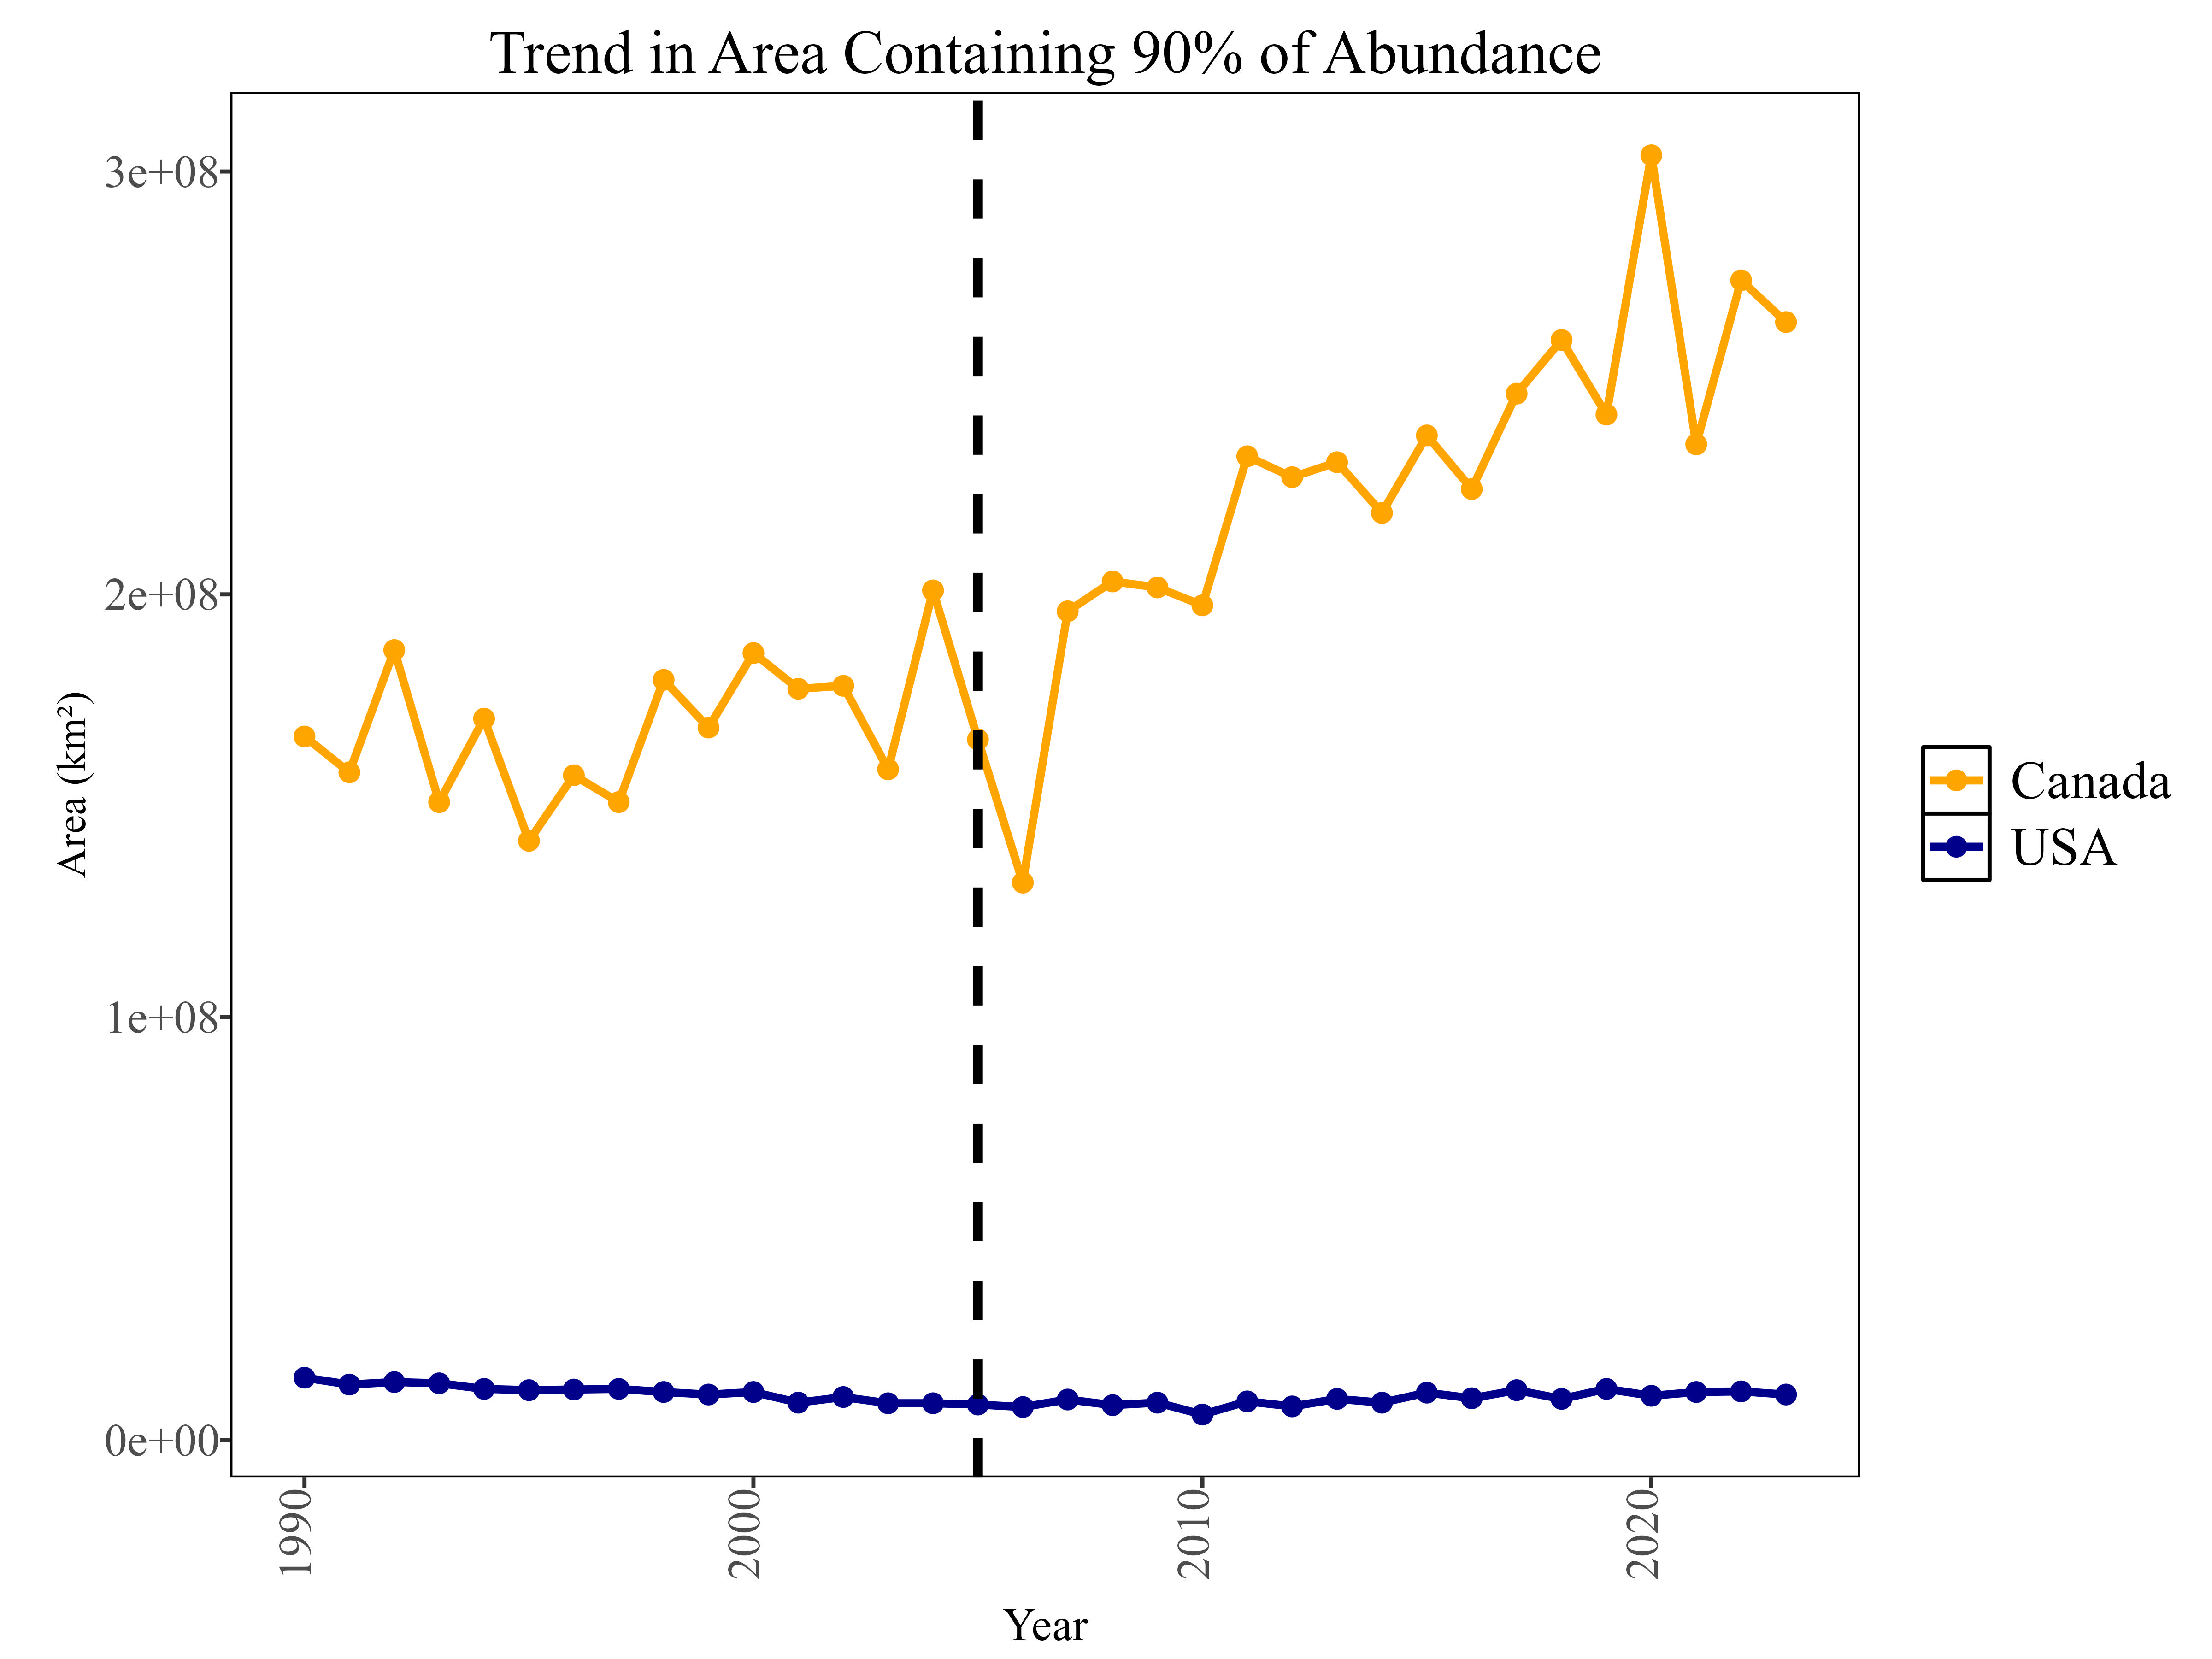 Trend in Area Containing 90% of Abundance
3e+08
2e+08
1e+08
0e+00
Area (km²)
1990
2000
2010
2020
Year
Canada
USA